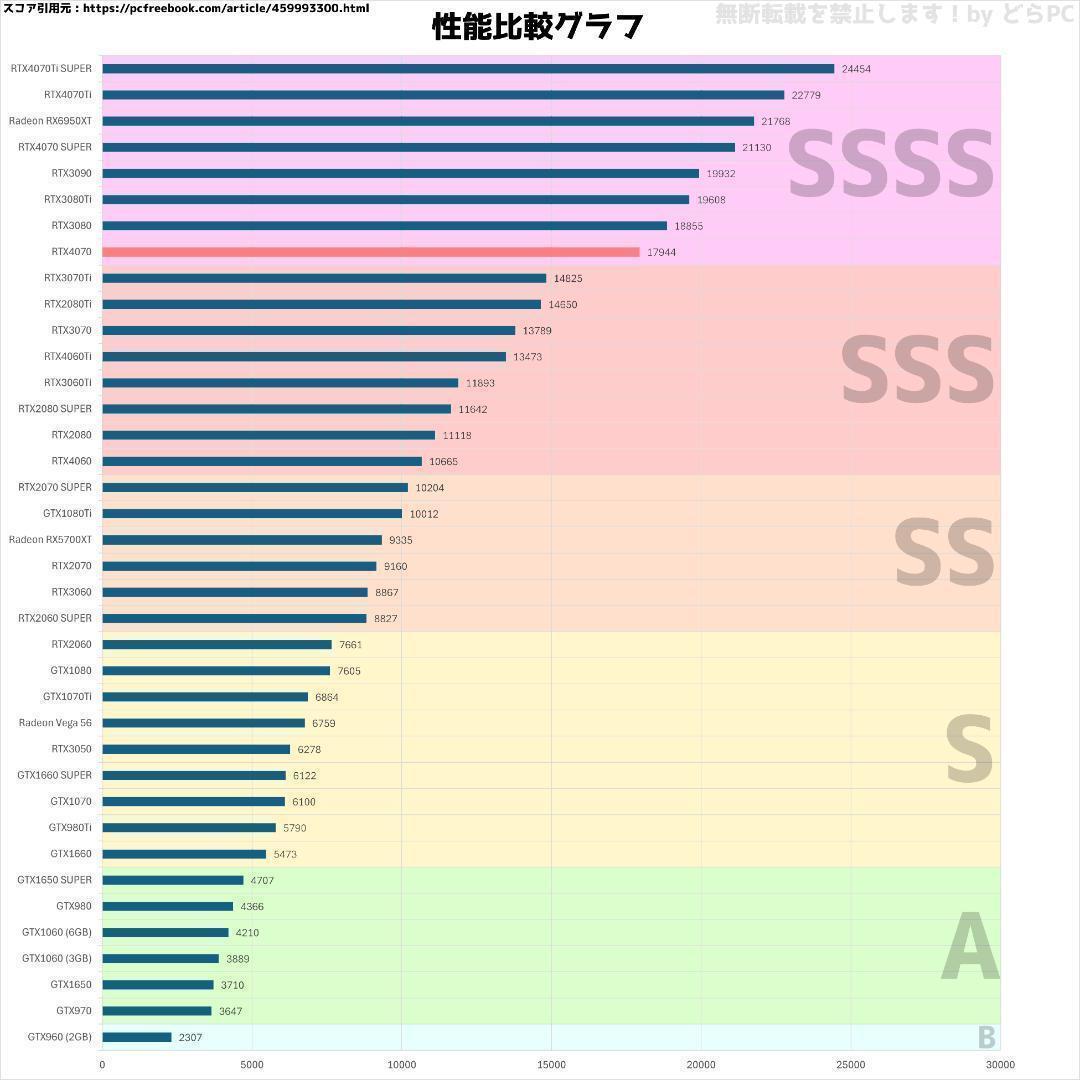 スコア引用元：https://pcfreebook.com/article/459993300.html
無断転載を禁止します！by どらPC
性能比較グラフ
RTX4070Ti SUPER 24454
RTX4070Ti 22779
Radeon RX6950XT 21768
RTX4070 SUPER 21130
SSSS
RTX3090 19932
RTX3080Ti 19608
RTX3080 18855
RTX4070 17944
RTX3070Ti 14825
RTX2080Ti 14650
RTX3070 13789
RTX4060Ti 13473
SSS
RTX3060Ti 11893
RTX2080 SUPER 11642
RTX2080 11118
RTX4060 10665
RTX2070 SUPER 10204
GTX1080Ti 10012
Radeon RX5700XT 9335
SS
RTX2070 9160
RTX3060 8867
RTX2060 SUPER 8827
RTX2060 7661
GTX1080 7605
GTX1070Ti 6864
Radeon Vega 56 6759
RTX3050 6278
S
GTX1660 SUPER 6122
GTX1070 6100
GTX980Ti 5790
GTX1660 5473
GTX1650 SUPER 4707
GTX980 4366
GTX1060 (6GB) 4210
A
GTX1060 (3GB) 3889
GTX1650 3710
GTX970 3647
GTX960 (2GB) 2307
B
0 5000 10000 15000 20000 25000 30000